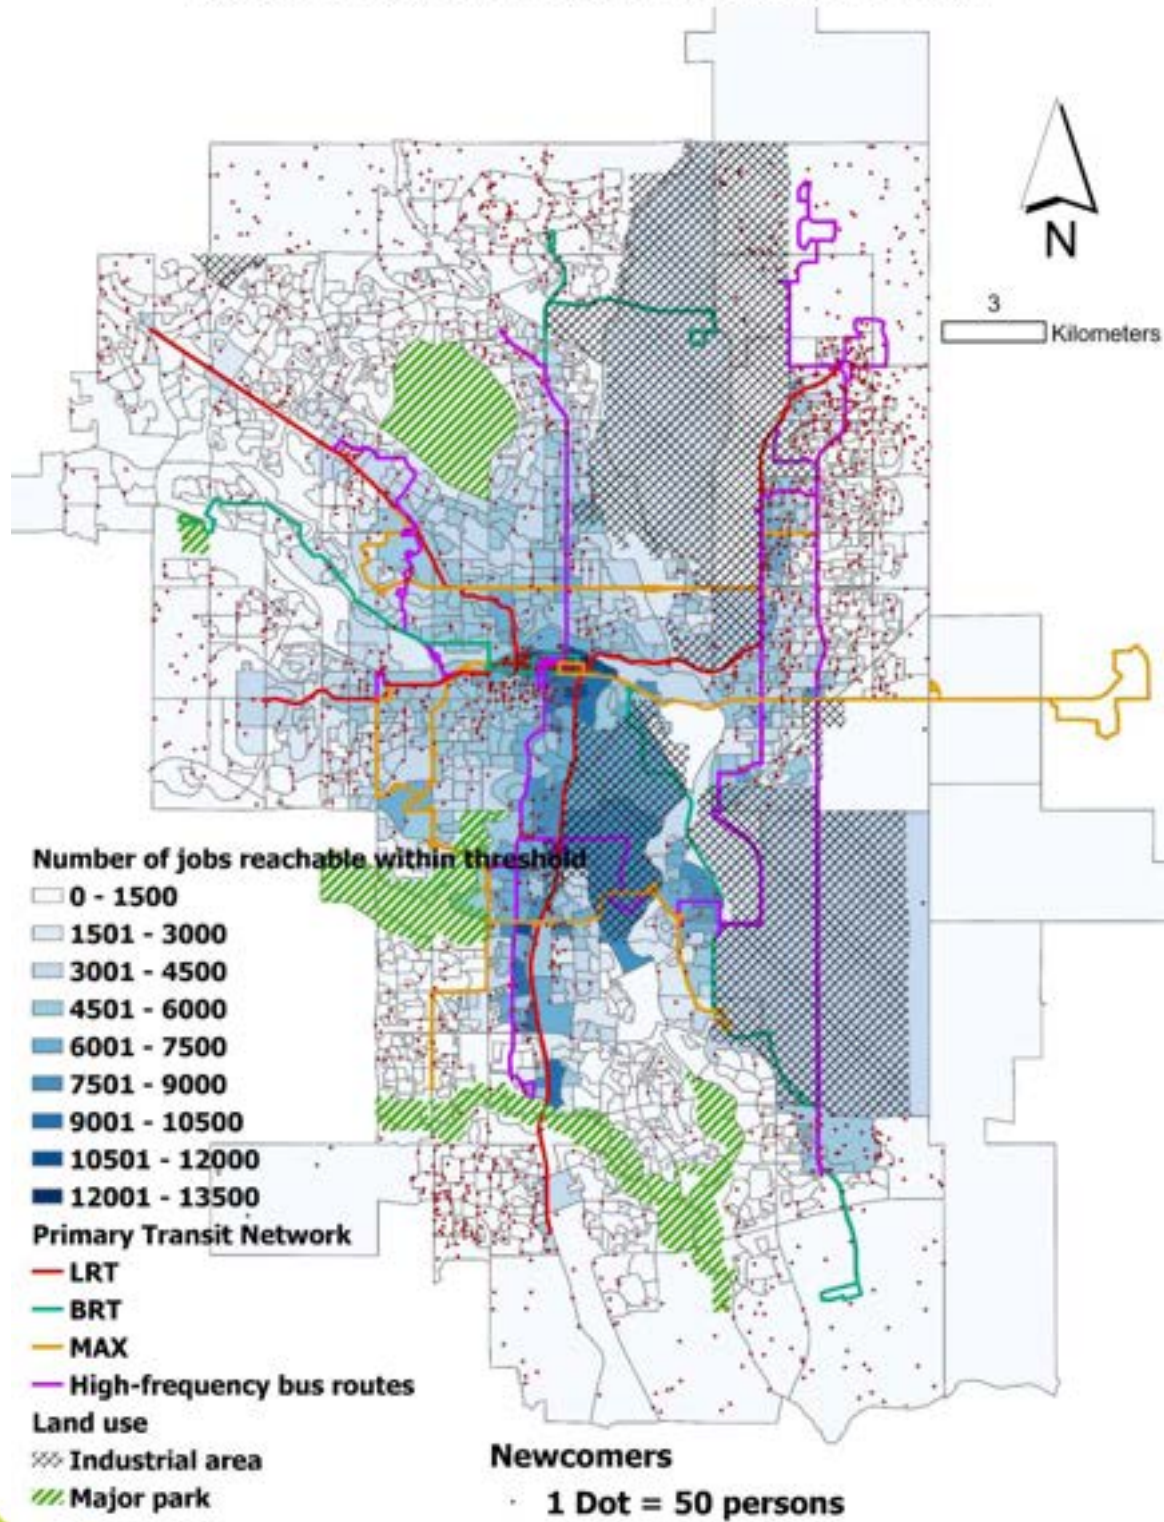 N
3
Kilometers
Number of jobs reachable within threshold
0 - 1500
1501 - 3000
3001 - 4500
4501 - 6000
6001 - 7500
7501 - 9000
9001 - 10500
10501 - 12000
12001 - 13500
Primary Transit Network
LRT
BRT
MAX
High-frequency bus routes
Land use
Industrial area
Major park
Newcomers
1 Dot = 50 persons